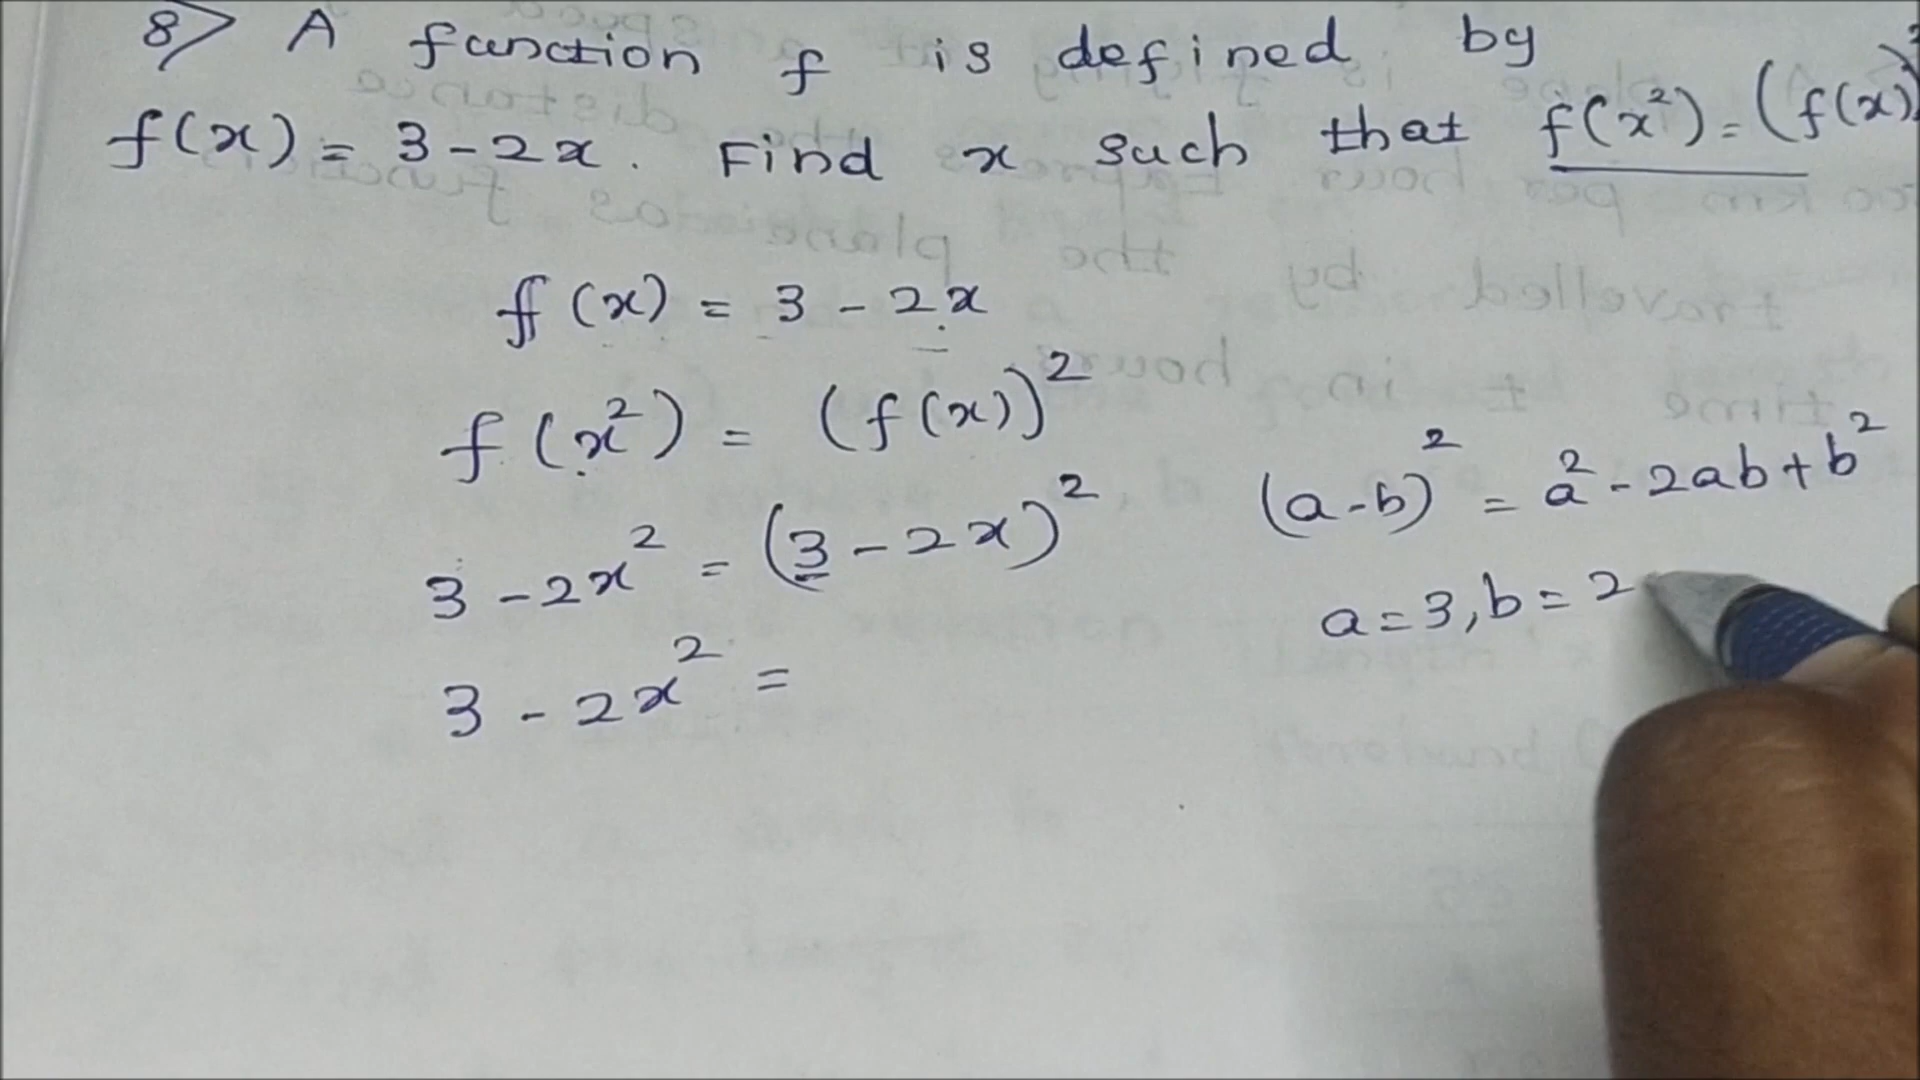 8> A function f is defined by
f(x) = 3 - 2x. Find x such that f(x²) = (f(x))²
f(x) = 3 - 2x
f(x²) = (f(x))²
3 - 2x² = (3 - 2x)²
(a-b)² = a² - 2ab + b²
a = 3, b = 2
3 - 2x² =